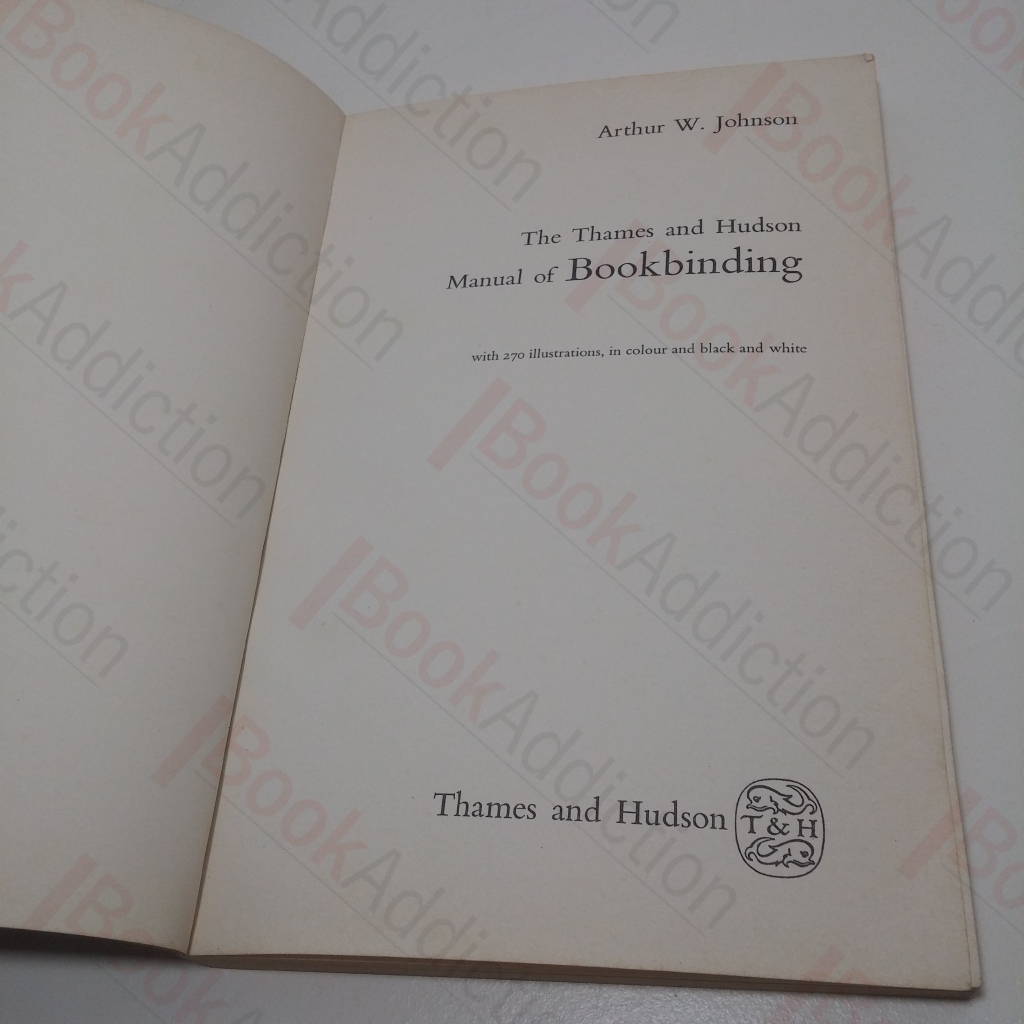 Arthur W. Johnson
The Thames and Hudson
Manual of Bookbinding
with 270 illustrations, in colour and black and white
Thames and Hudson
T & H
BookAddiction